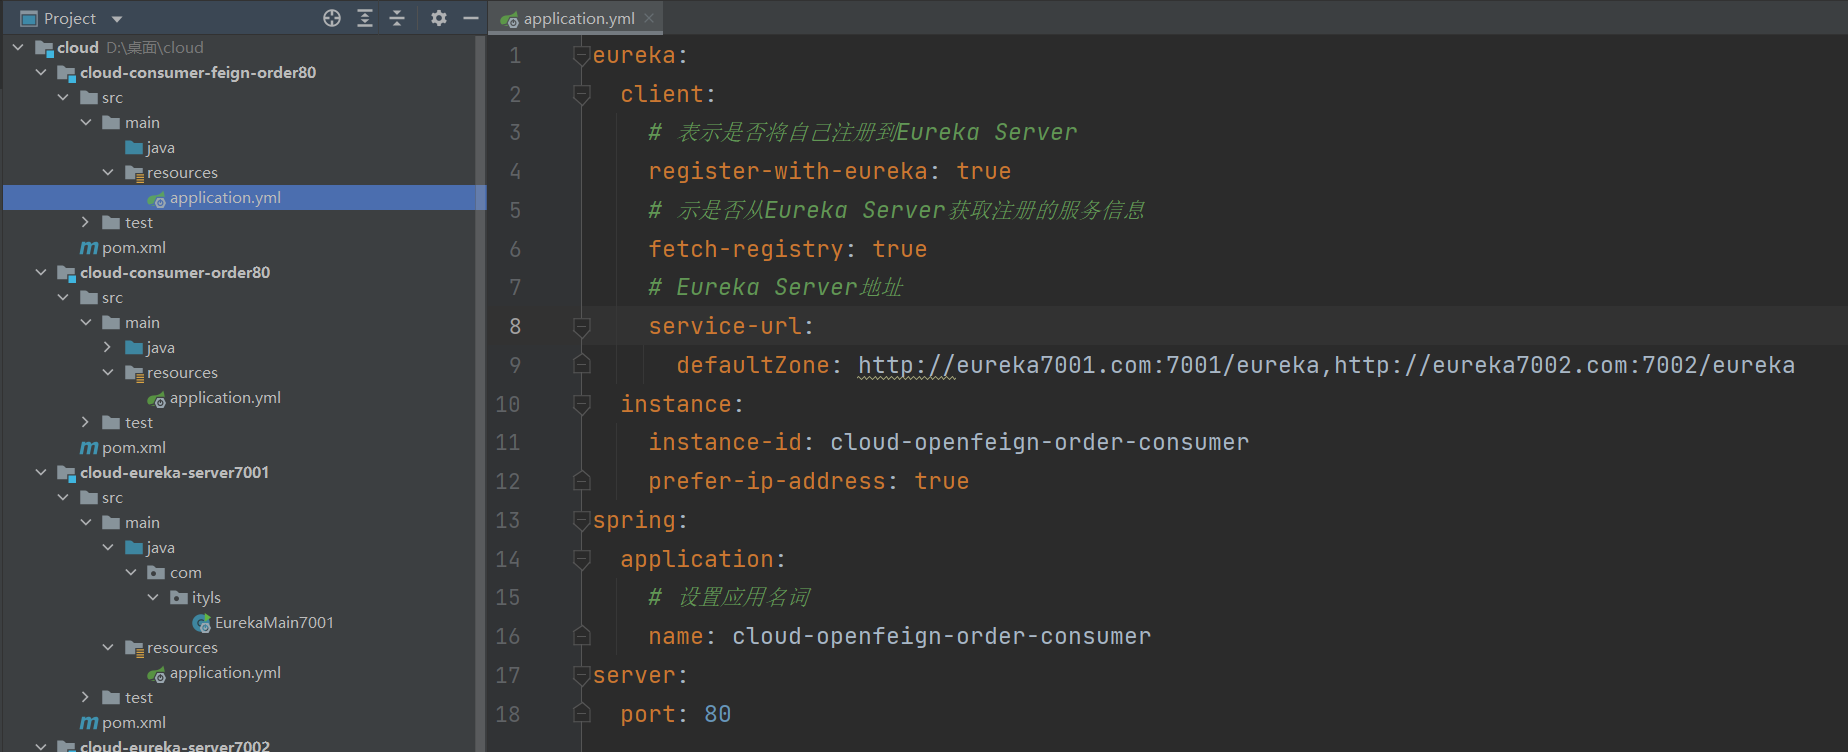 Project
cloud D:\桌面\cloud
cloud-consumer-feign-order80
src
main
java
resources
application.yml
test
pom.xml
cloud-consumer-order80
src
main
java
resources
application.yml
test
pom.xml
cloud-eureka-server7001
src
main
java
com
ityls
EurekaMain7001
resources
application.yml
test
pom.xml
cloud-eureka-server7002
application.yml
1 eureka:
2 client:
3 # 表示是否将自己注册到Eureka Server
4 register-with-eureka: true
5 # 示是否从Eureka Server获取注册的服务信息
6 fetch-registry: true
7 # Eureka Server地址
8 service-url:
9 defaultZone: http://eureka7001.com:7001/eureka,http://eureka7002.com:7002/eureka
10 instance:
11 instance-id: cloud-openfeign-order-consumer
12 prefer-ip-address: true
13 spring:
14 application:
15 # 设置应用名词
16 name: cloud-openfeign-order-consumer
17 server:
18 port: 80